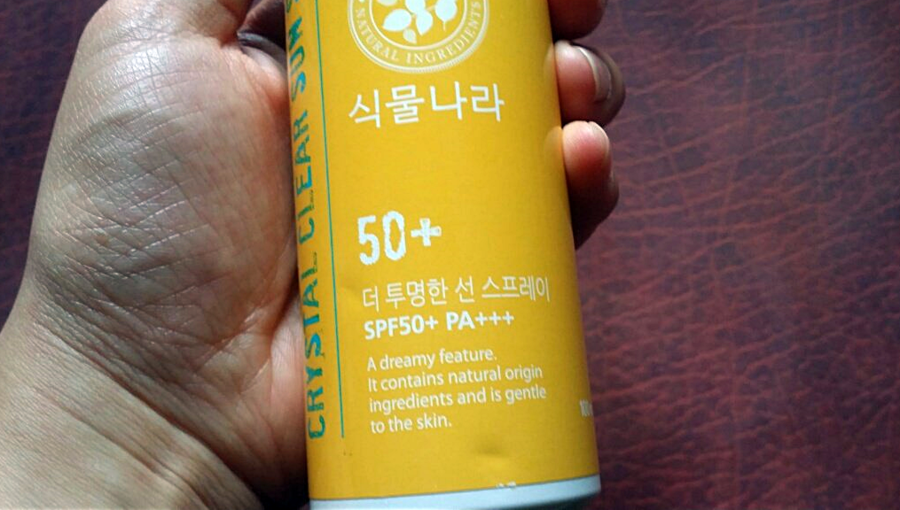 NATURAL INGREDIENTS
식물나라
CRYSTAL CLEAR SUN
50+
더 투명한 선 스프레이
SPF50+ PA+++
A dreamy feature.
It contains natural origin
ingredients and is gentle
to the skin.